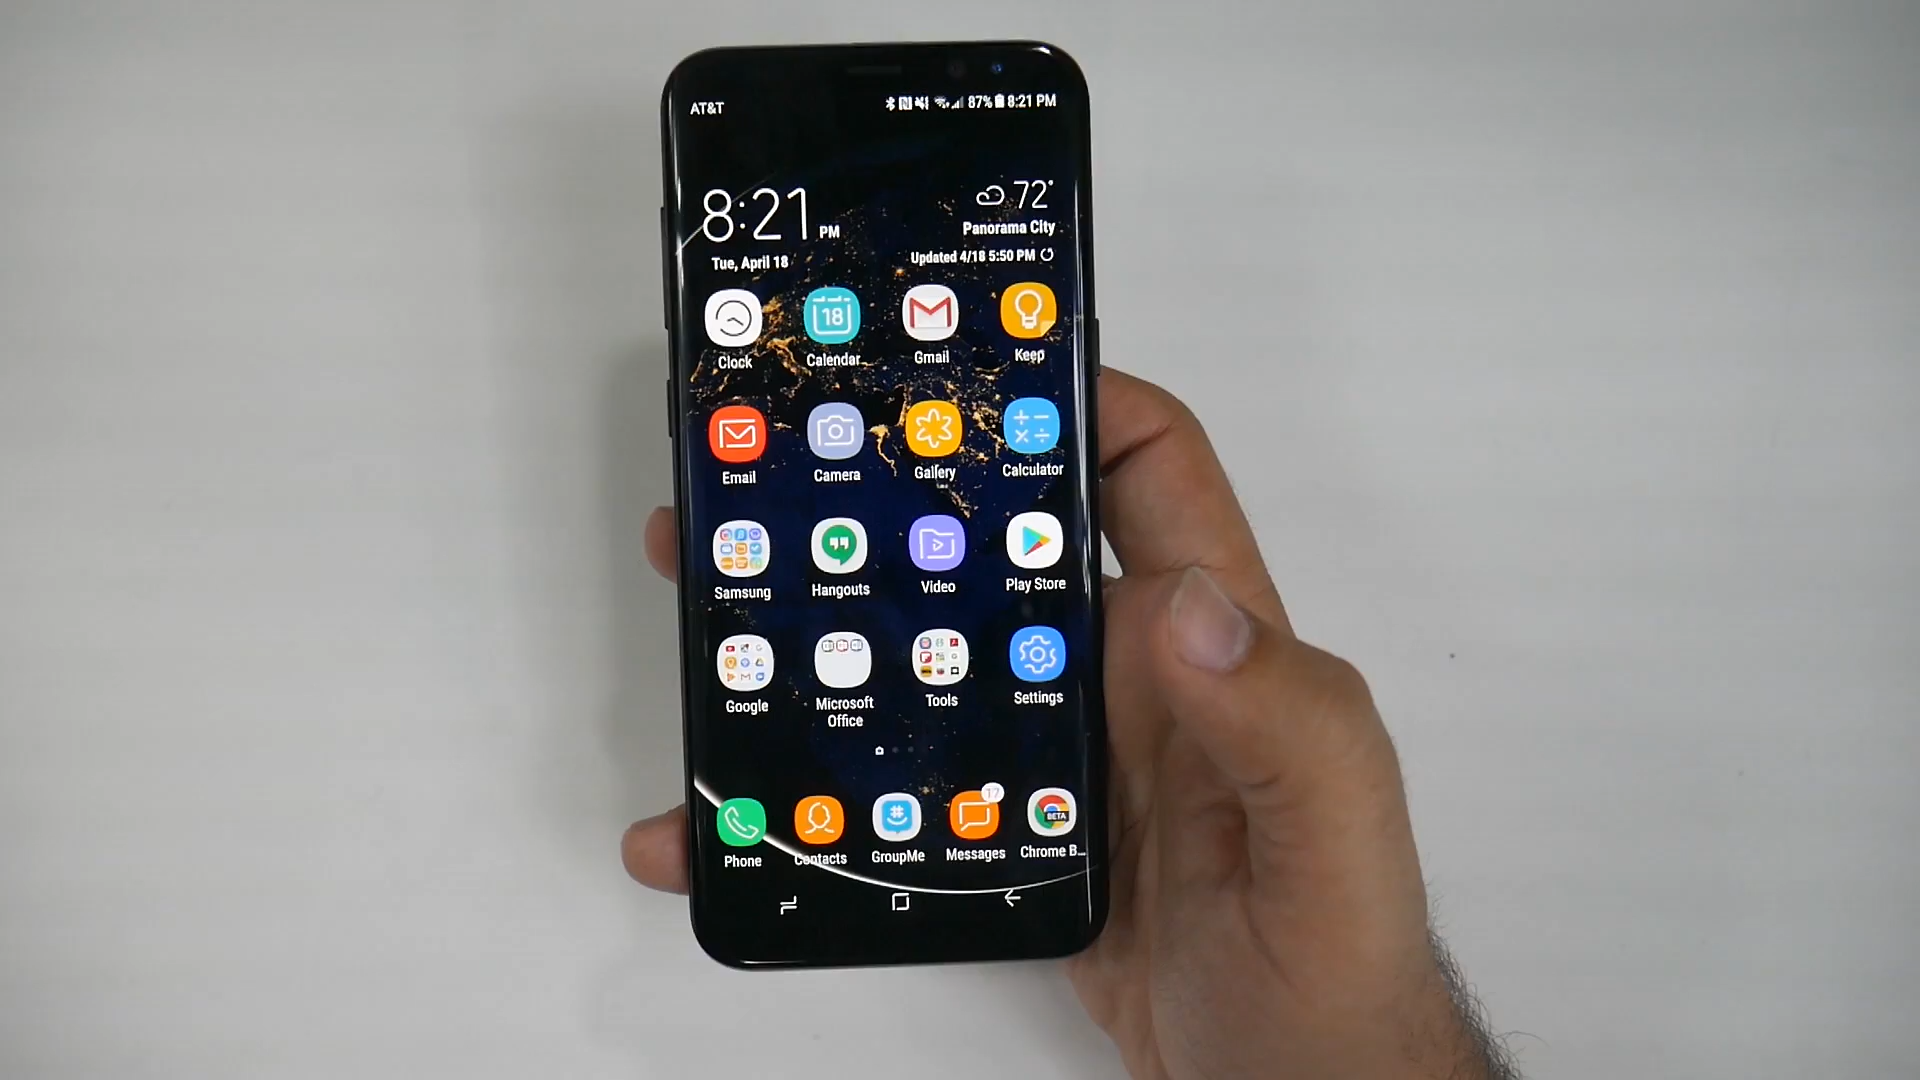 AT&T 87% 8:21 PM
8:21 PM 72°
Panorama City
Tue, April 18 Updated 4/18 5:50 PM
18
Clock Calendar Gmail Keep
Email Camera Gallery Calculator
Samsung Hangouts Video Play Store
Google Microsoft Office Tools Settings
17
BETA
Phone Contacts GroupMe Messages Chrome B...